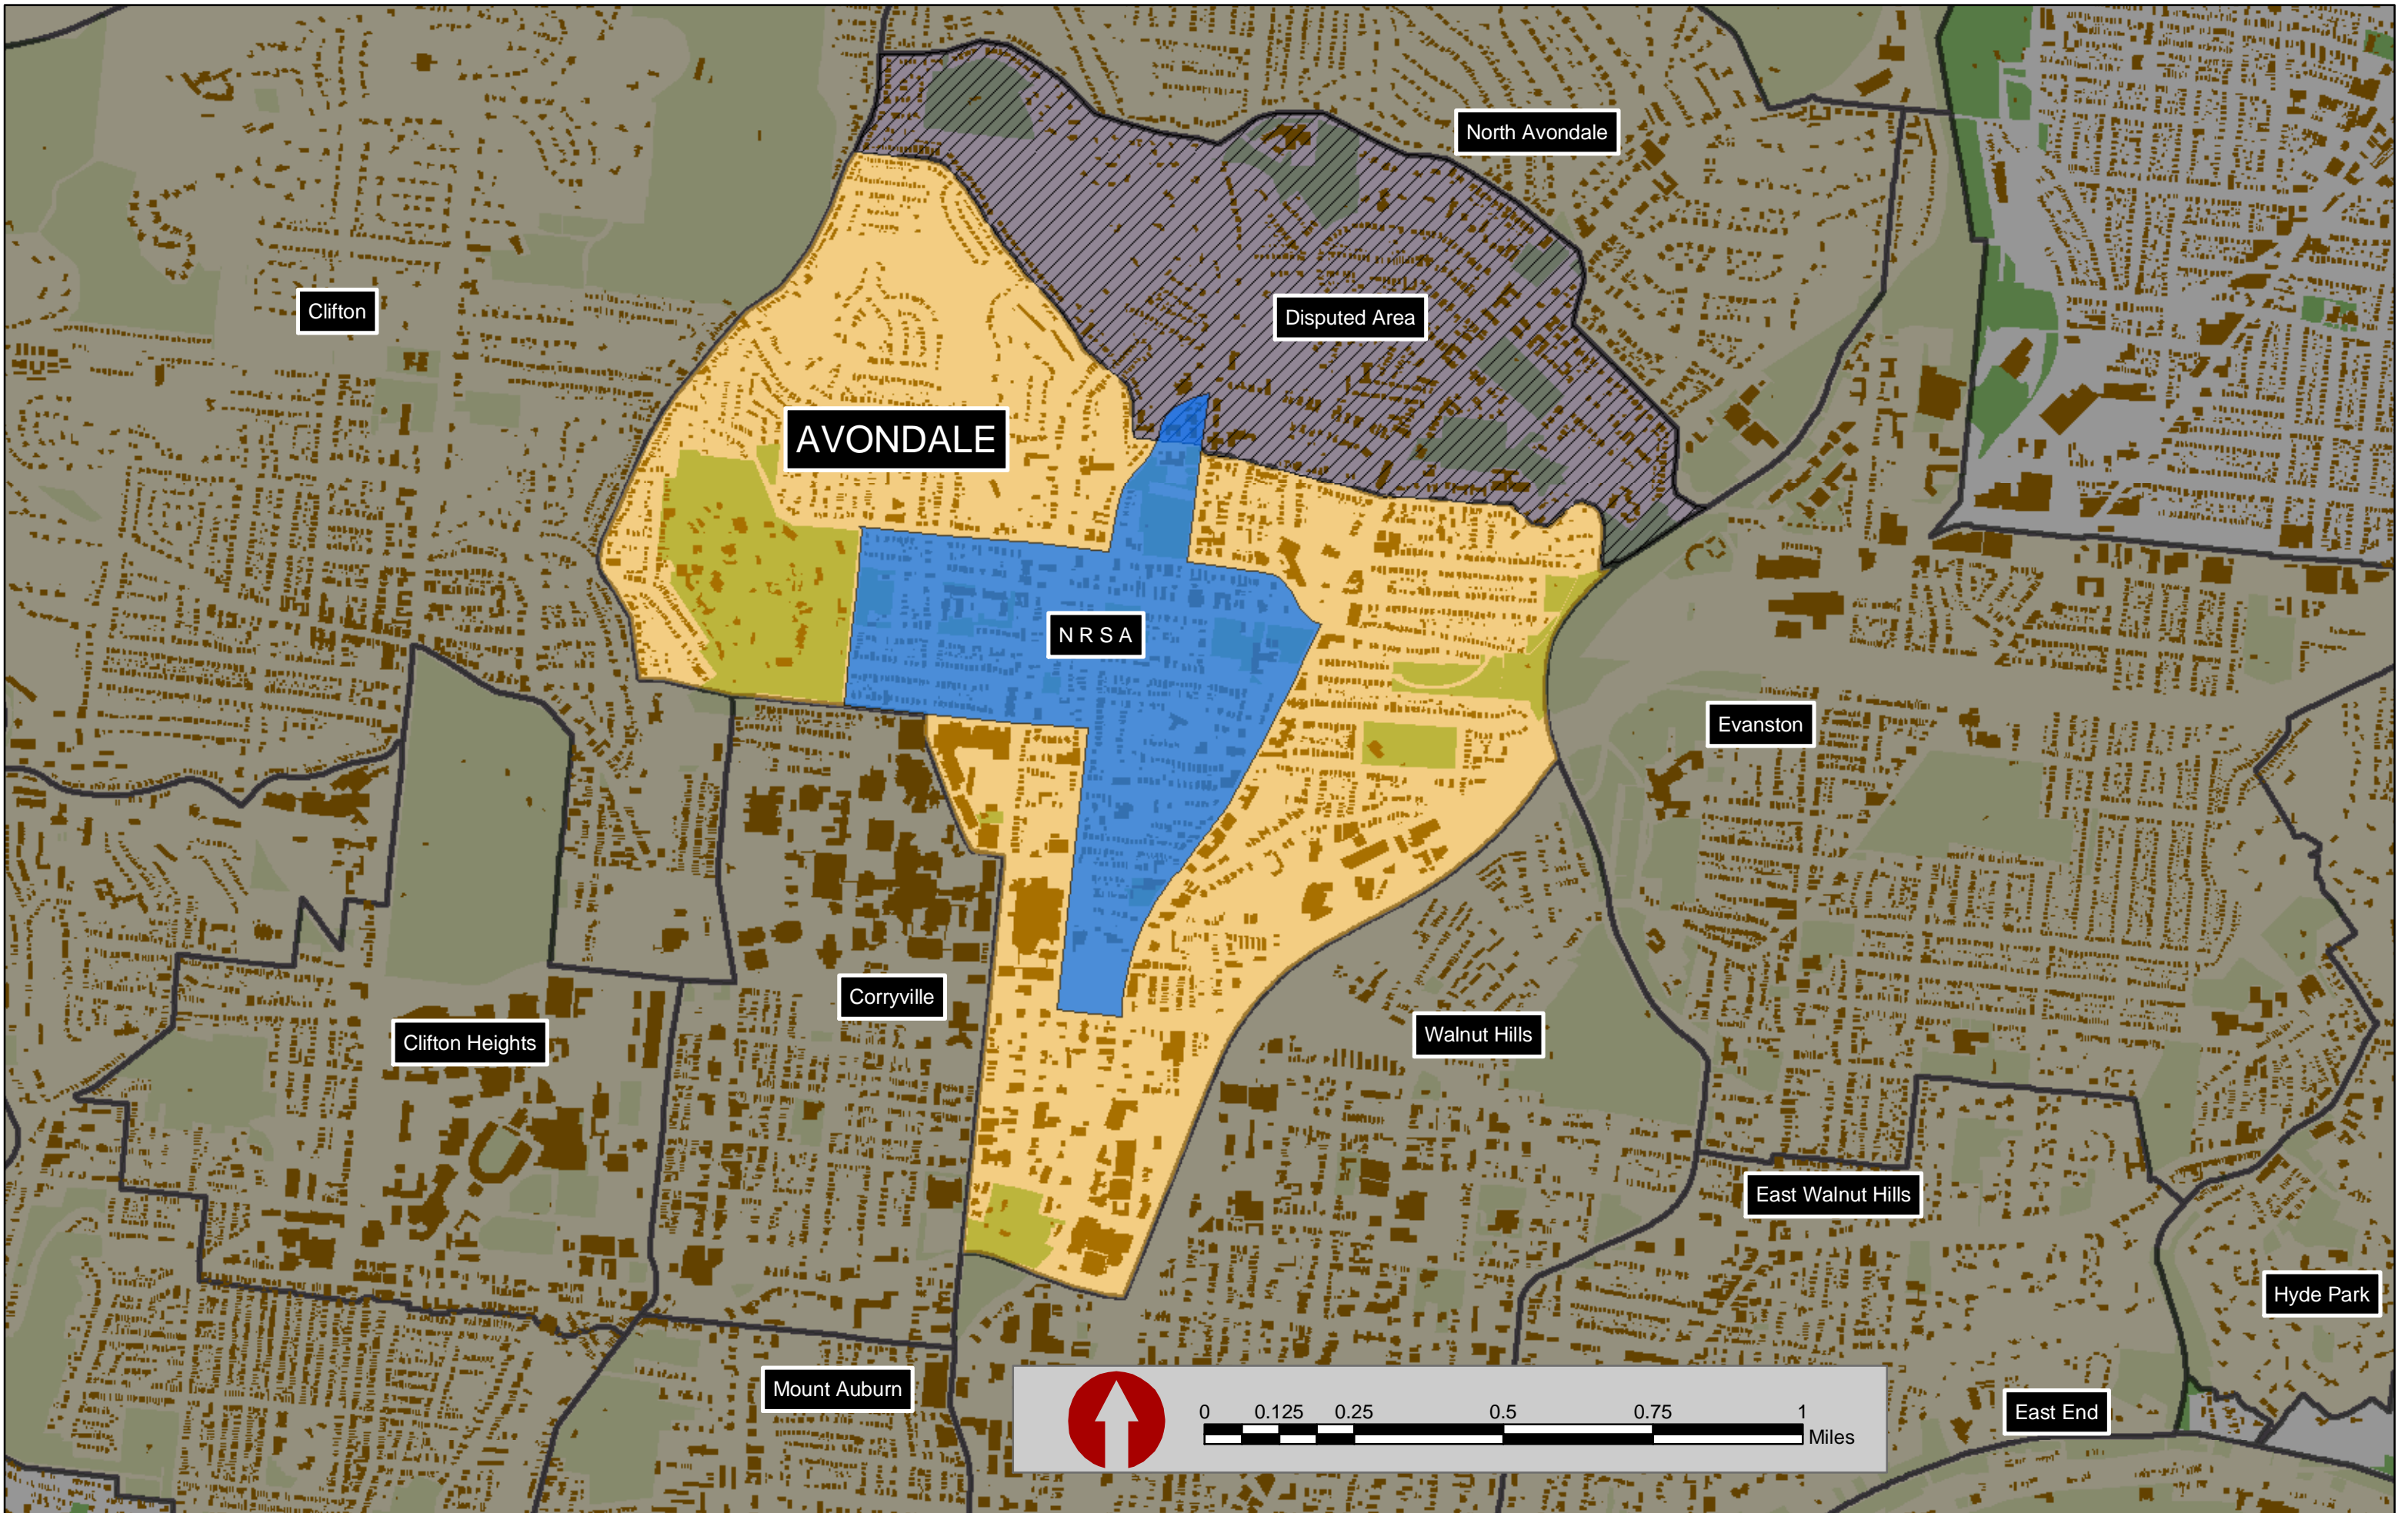 North Avondale
Clifton
Disputed Area
AVONDALE
N R S A
Evanston
Corryville
Walnut Hills
Clifton Heights
East Walnut Hills
Hyde Park
Mount Auburn
East End
0 0.125 0.25 0.5 0.75 1
Miles